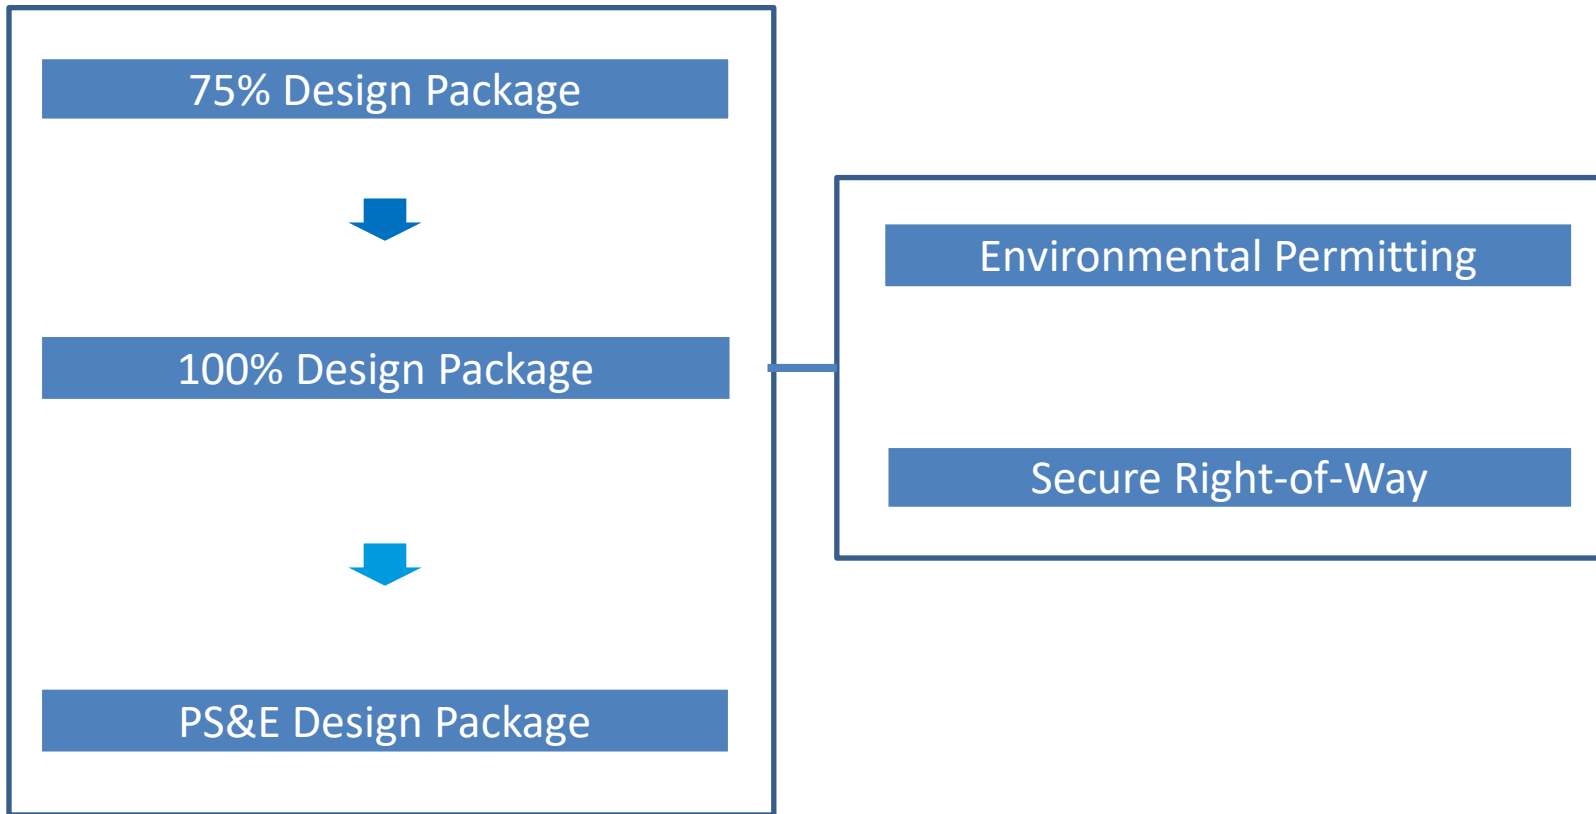 75% Design Package
100% Design Package
PS&E Design Package
Environmental Permitting
Secure Right-of-Way